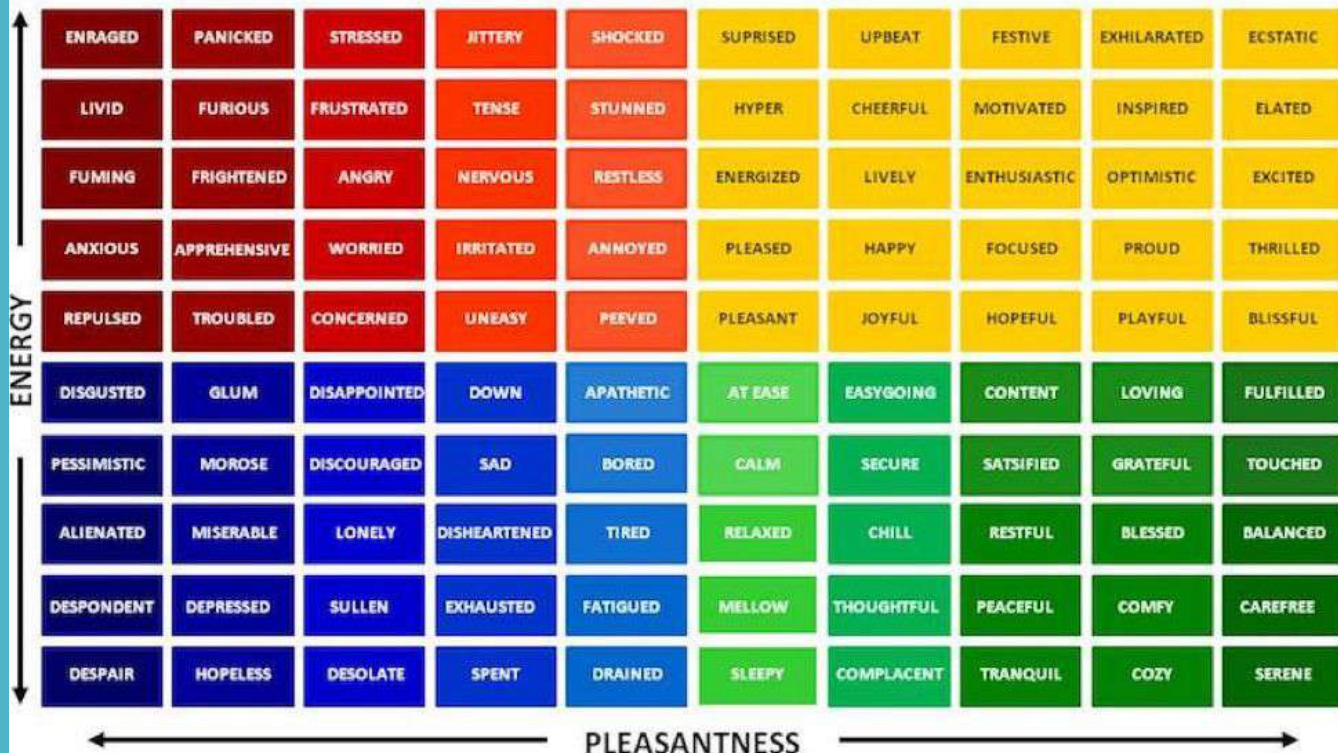 ENRAGED PANICKED STRESSED JITTERY SHOCKED SUPRISED UPBEAT FESTIVE EXHILARATED ECSTATIC
LIVID FURIOUS FRUSTRATED TENSE STUNNED HYPER CHEERFUL MOTIVATED INSPIRED ELATED
FUMING FRIGHTENED ANGRY NERVOUS RESTLESS ENERGIZED LIVELY ENTHUSIASTIC OPTIMISTIC EXCITED
ANXIOUS APPREHENSIVE WORRIED IRRITATED ANNOYED PLEASED HAPPY FOCUSED PROUD THRILLED
REPULSED TROUBLED CONCERNED UNEASY PEEVED PLEASANT JOYFUL HOPEFUL PLAYFUL BLISSFUL
ENERGY
DISGUSTED GLUM DISAPPOINTED DOWN APATHETIC AT EASE EASYGOING CONTENT LOVING FULFILLED
PESSIMISTIC MOROSE DISCOURAGED SAD BORED CALM SECURE SATSIFIED GRATEFUL TOUCHED
ALIENATED MISERABLE LONELY DISHEARTENED TIRED RELAXED CHILL RESTFUL BLESSED BALANCED
DESPONDENT DEPRESSED SULLEN EXHAUSTED FATIGUED MELLOW THOUGHTFUL PEACEFUL COMFY CAREFREE
DESPAIR HOPELESS DESOLATE SPENT DRAINED SLEEPY COMPLACENT TRANQUIL COZY SERENE
PLEASANTNESS